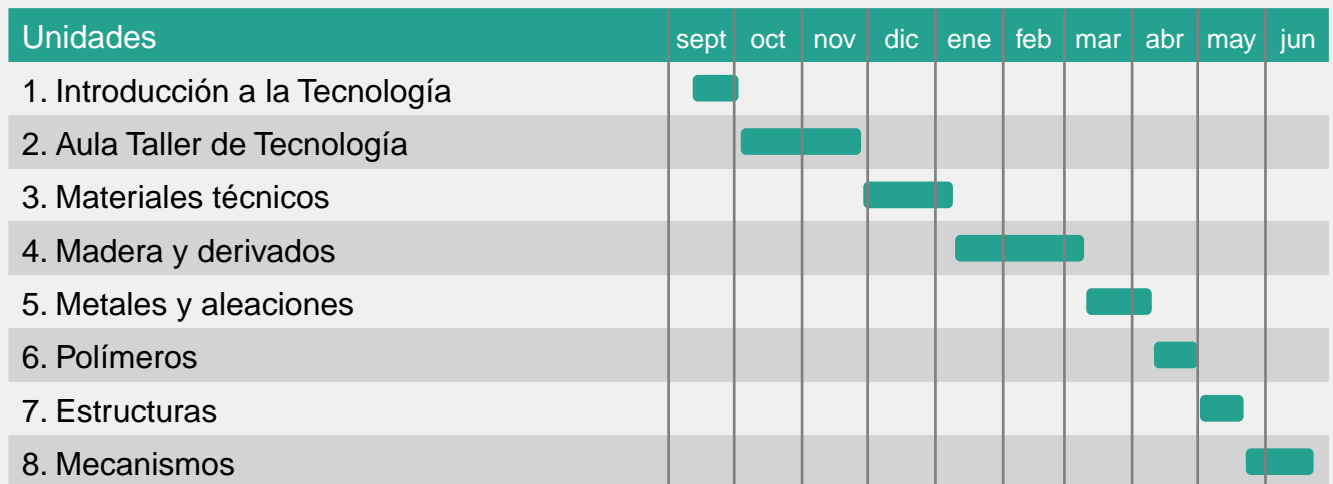 Unidades sept oct nov dic ene feb mar abr may jun
1. Introducción a la Tecnología
2. Aula Taller de Tecnología
3. Materiales técnicos
4. Madera y derivados
5. Metales y aleaciones
6. Polímeros
7. Estructuras
8. Mecanismos